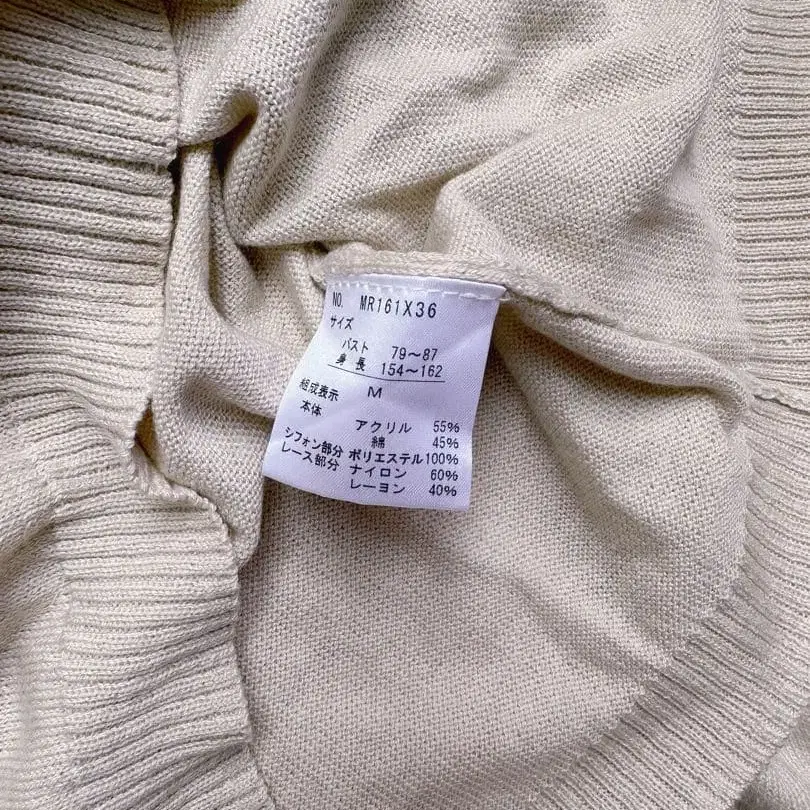 NO. MR161X36
サイズ
バスト 79～87
身長 154～162
M
組成表示
本体
アクリル 55%
綿 45%
シフォン部分 ポリエステル100%
レース部分 ナイロン 60%
レーヨン 40%